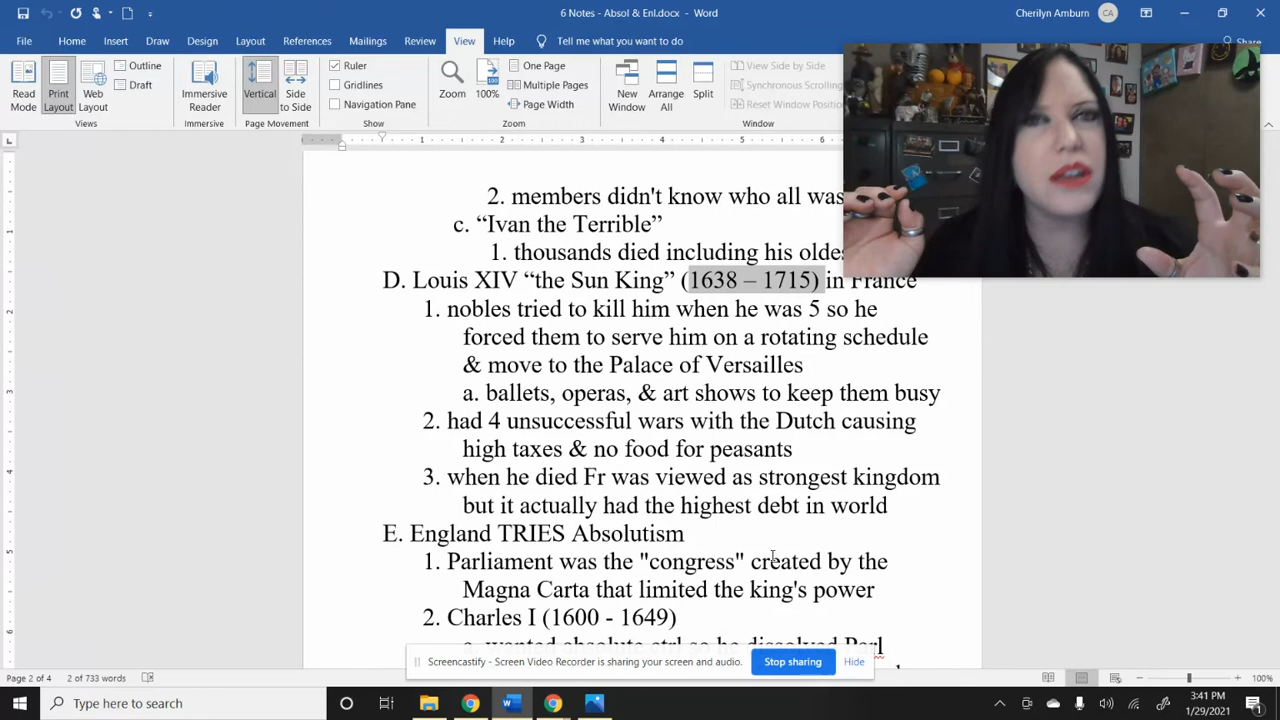 6 Notes - Absol & Enl.docx - Word
Cherilyn Amburn CA
File Home Insert Draw Design Layout References Mailings Review View Help Tell me what you want to do Share
Read Mode
Print Layout
Web Layout
Outline
Draft
Views
Immersive Reader
Immersive
Vertical
Side to Side
Page Movement
Ruler
Gridlines
Navigation Pane
Show
Zoom
100%
One Page
Multiple Pages
Page Width
Zoom
New Window
Arrange All
Split
View Side by Side
Synchronous Scrolling
Reset Window Position
Window
1 2 3 4 5 6
2. members didn't know who all was
c. “Ivan the Terrible”
1. thousands died including his
D. Louis XIV “the Sun King” (1638 – 1715) in France
1. nobles tried to kill him when he was 5 so he
forced them to serve him on a rotating schedule
& move to the Palace of Versailles
a. ballets, operas, & art shows to keep them busy
2. had 4 unsuccessful wars with the Dutch causing
high taxes & no food for peasants
3. when he died Fr was viewed as strongest kingdom
but it actually had the highest debt in world
E. England TRIES Absolutism
1. Parliament was the "congress" created by the
Magna Carta that limited the king's power
2. Charles I (1600 - 1649)
a. wanted absolute ctrl so he dissolved Parl
Screencastify - Screen Video Recorder is sharing your screen and audio. Stop sharing Hide
Page 2 of 4 2 of 733 words 100%
Type here to search
3:41 PM
1/29/2021